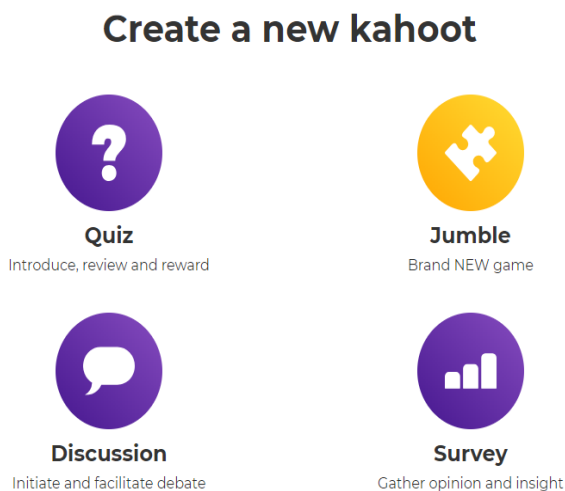 Create a new kahoot
Quiz
Introduce, review and reward
Jumble
Brand NEW game
Discussion
Initiate and facilitate debate
Survey
Gather opinion and insight